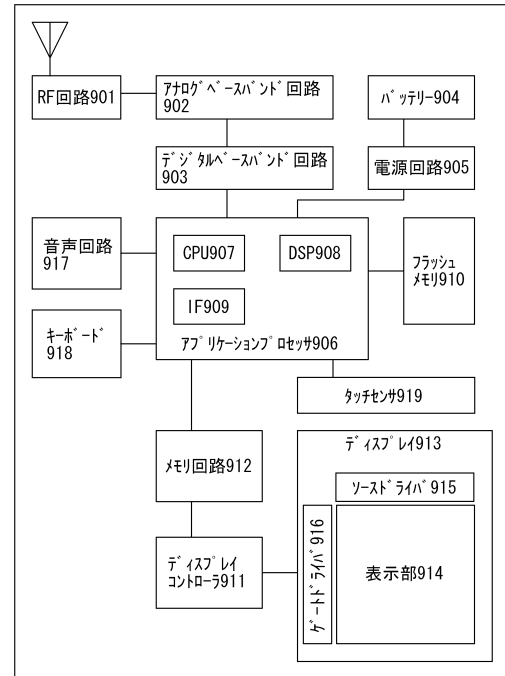 RF回路901
アナログベースバンド回路
902
バッテリー904
デジタルベースバンド回路
903
電源回路905
音声回路
917
CPU907
DSP908
フラッシュ
メモリ910
IF909
キーボード
918
アプリケーションプロセッサ906
タッチセンサ919
メモリ回路912
ディスプレイ913
ソースドライバ915
ゲートドライバ916
表示部914
ディスプレイ
コントローラ911